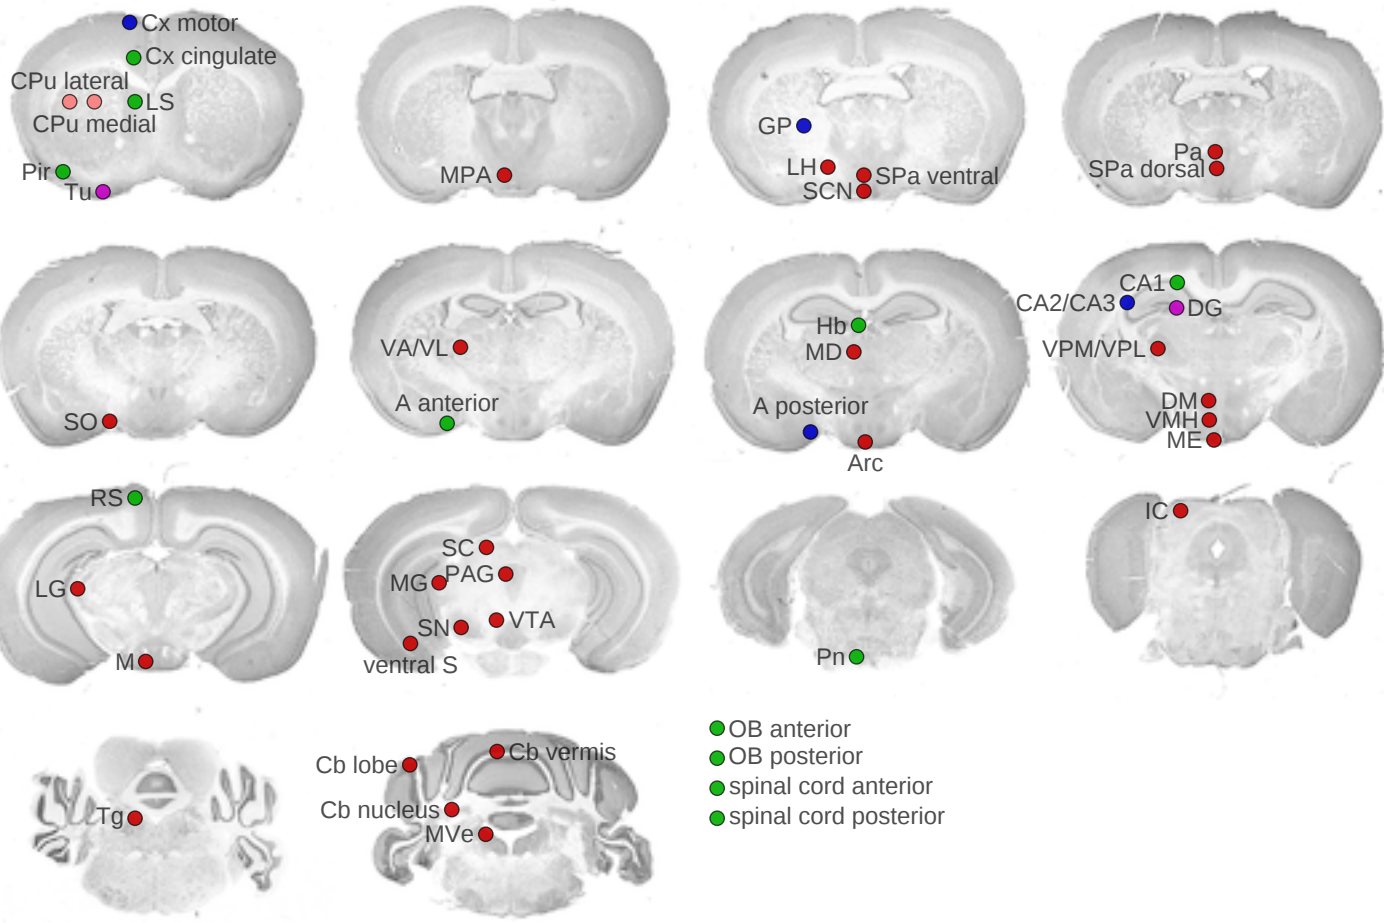 Cx motor
Cx cingulate
CPu lateral
LS
CPu medial
Pir
Tu
MPA
GP
LH
SPa ventral
SCN
Pa
SPa dorsal
SO
VA/VL
A anterior
Hb
MD
A posterior
Arc
CA1
CA2/CA3
DG
VPM/VPL
DM
VMH
ME
RS
LG
M
SC
MG
PAG
SN
VTA
ventral S
Pn
IC
Tg
Cb lobe
Cb vermis
Cb nucleus
MVe
OB anterior
OB posterior
spinal cord anterior
spinal cord posterior